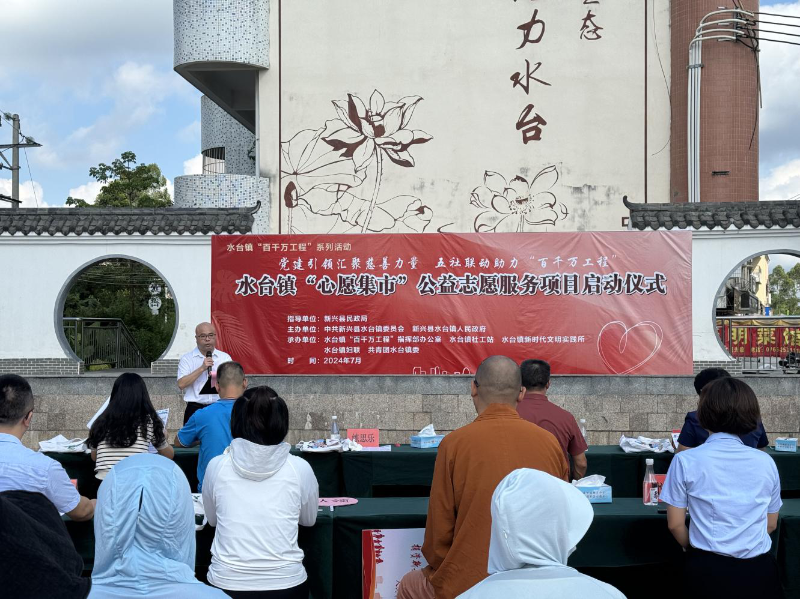 力水台
态
水台镇“百千万工程”系列活动
党建引领汇聚慈善力量 五社联动助力“百千万工程”
水台镇“心愿集市”公益志愿服务项目启动仪式
指导单位：新兴县民政局
主办单位：中共新兴县水台镇委员会 新兴县水台镇人民政府
承办单位：水台镇“百千万工程”指挥部办公室 水台镇社工站 水台镇新时代文明实践所
水台镇妇联 共青团水台镇委
时 间：2024年7月